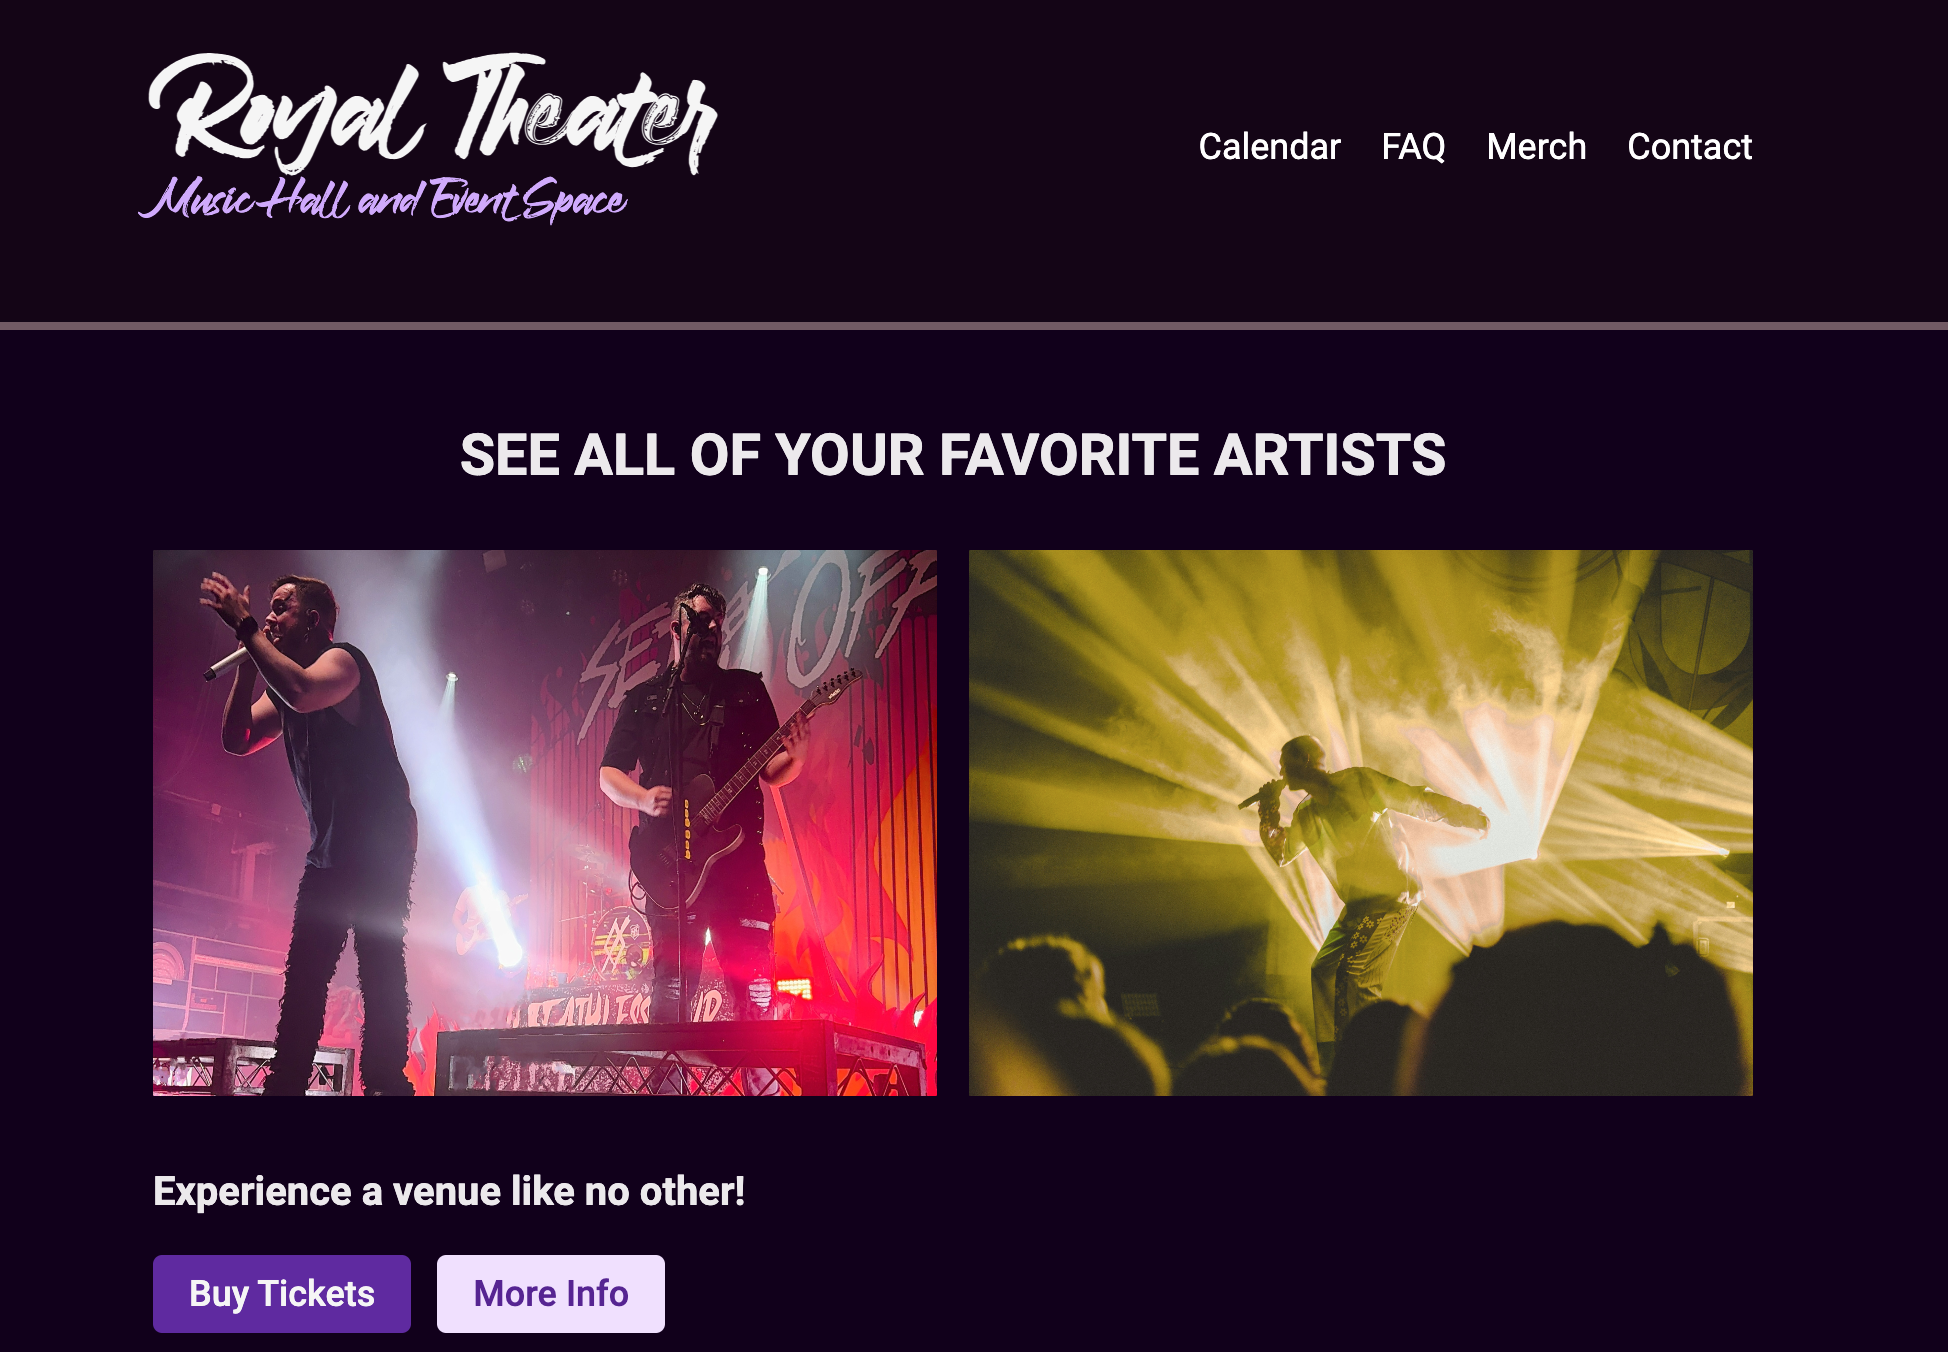 Royal Theater
Music Hall and Event Space
Calendar FAQ Merch Contact
SEE ALL OF YOUR FAVORITE ARTISTS
OFF
Experience a venue like no other!
Buy Tickets More Info